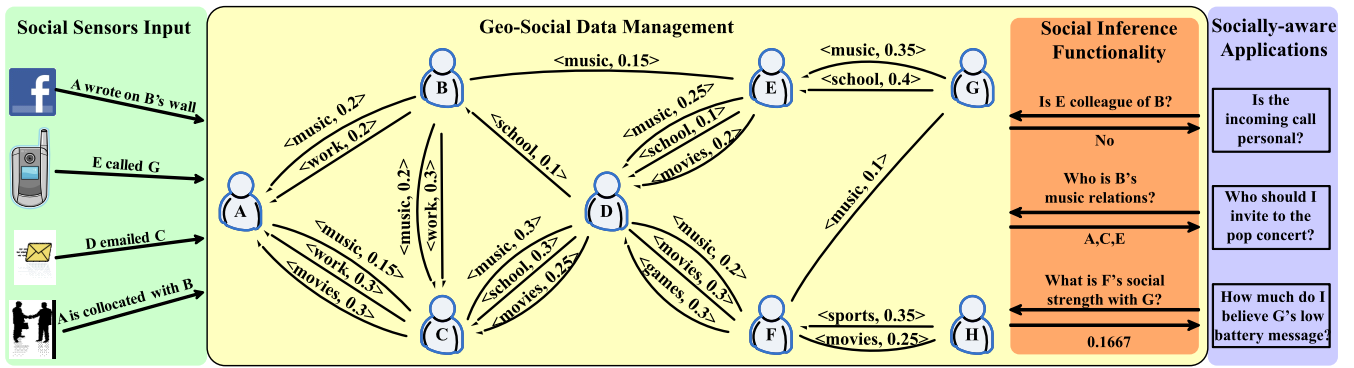 Social Sensors Input
f
A wrote on B's wall
E called G
D emailed C
A is collocated with B
Geo-Social Data Management
A
B
C
D
E
F
G
H
<music, 0.2>
<work, 0.2>
<music, 0.15>
<music, 0.2>
<work, 0.3>
<school, 0.1>
<music, 0.15>
<work, 0.3>
<movies, 0.3>
<music, 0.3>
<school, 0.3>
<movies, 0.25>
<music, 0.25>
<school, 0.1>
<movies, 0.2>
<music, 0.35>
<school, 0.4>
<music, 0.1>
<music, 0.2>
<movies, 0.3>
<games, 0.3>
<sports, 0.35>
<movies, 0.25>
Social Inference
Functionality
Is E colleague of B?
No
Who is B's
music relations?
A,C,E
What is F's social
strength with G?
0.1667
Socially-aware
Applications
Is the
incoming call
personal?
Who should I
invite to the
pop concert?
How much do I
believe G's low
battery message?